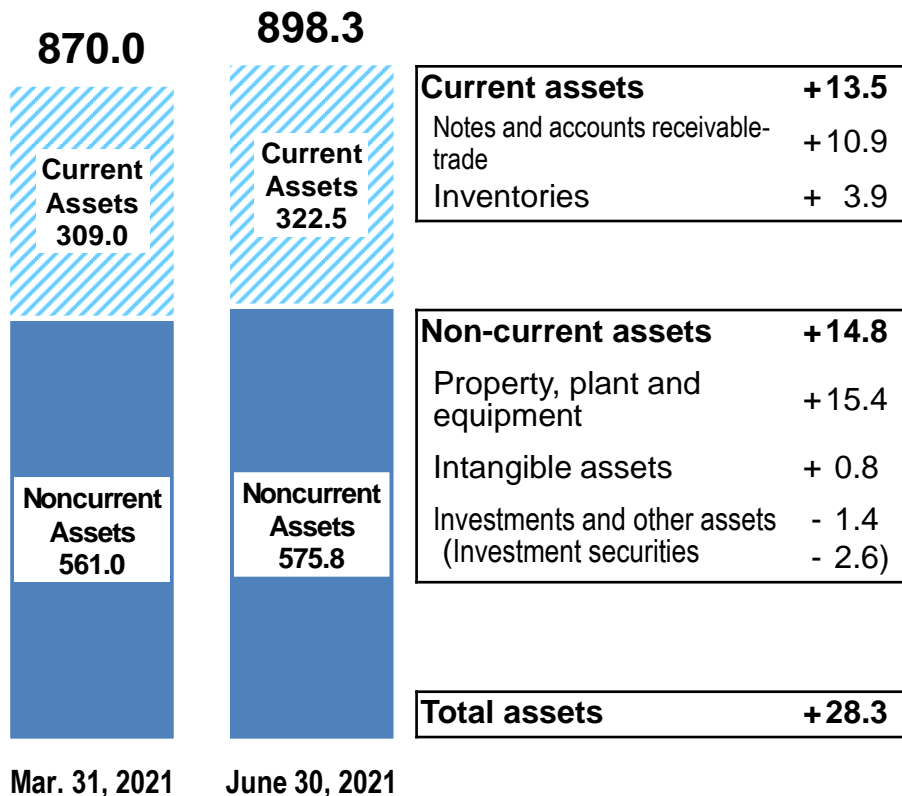 870.0
898.3
Current
Assets
309.0
Current
Assets
322.5
Noncurrent
Assets
561.0
Noncurrent
Assets
575.8
Mar. 31, 2021
June 30, 2021
Current assets +13.5
Notes and accounts receivable-
trade +10.9
Inventories + 3.9
Non-current assets +14.8
Property, plant and
equipment +15.4
Intangible assets + 0.8
Investments and other assets - 1.4
(Investment securities - 2.6)
Total assets +28.3